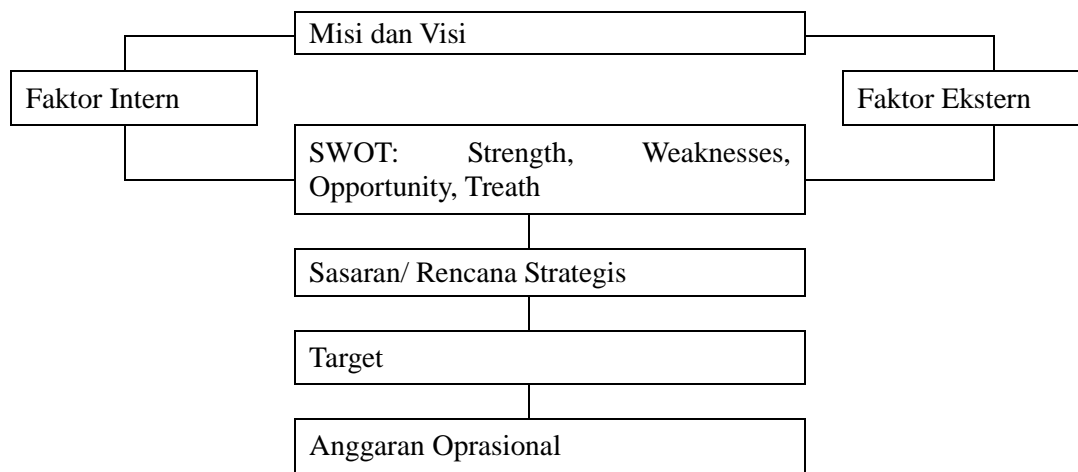 Misi dan Visi
Faktor Intern
Faktor Ekstern
SWOT: Strength, Weaknesses,
Opportunity, Treath
Sasaran/ Rencana Strategis
Target
Anggaran Oprasional